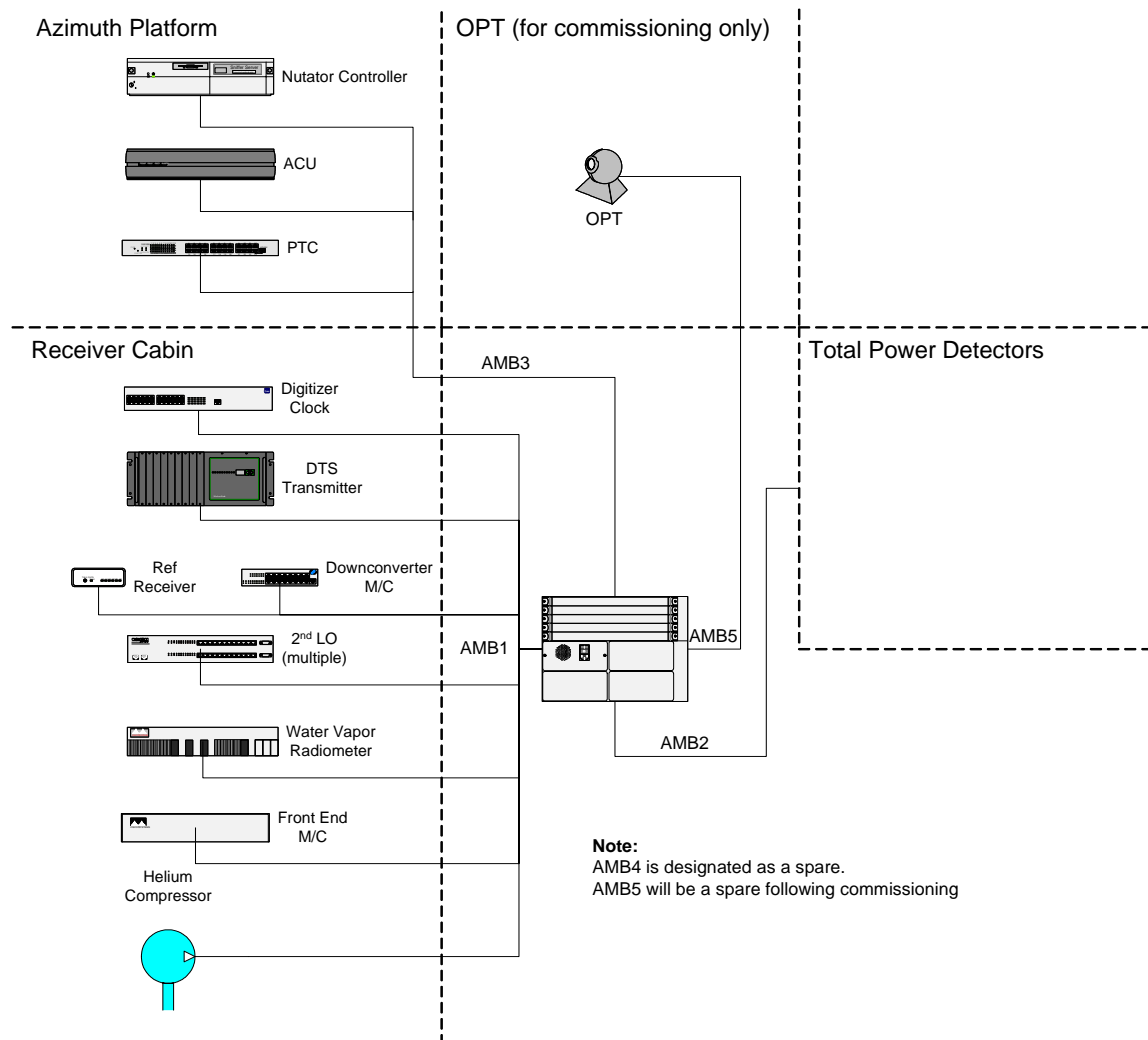 Azimuth Platform
OPT (for commissioning only)
Nutator Controller
ACU
OPT
PTC
Receiver Cabin
AMB3
Total Power Detectors
Digitizer
Clock
DTS
Transmitter
Ref
Receiver
Downconverter
M/C
2nd LO
(multiple)
AMB1
AMB5
AMB2
Water Vapor
Radiometer
Front End
M/C
Note:
AMB4 is designated as a spare.
AMB5 will be a spare following commissioning
Helium
Compressor